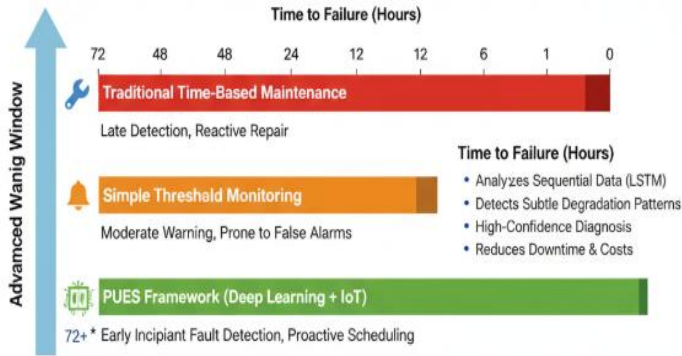 Time to Failure (Hours)
72 48 48 24 12 12 6 1 0
Traditional Time-Based Maintenance
Late Detection, Reactive Repair
Simple Threshald Monitoring
Moderate Warning, Prone to False Alarms
Time to Failure (Hours)
• Analyzes Sequential Data (LSTM)
• Detects Subtle Degradation Patterns
• High-Confidence Diagnosis
• Reduces Downtime & Costs
PUES Framework (Deep Learning + IoT)
72+ * Early Incipiant Fault Detection, Proactive Scheduling
Advamced Wanig Window